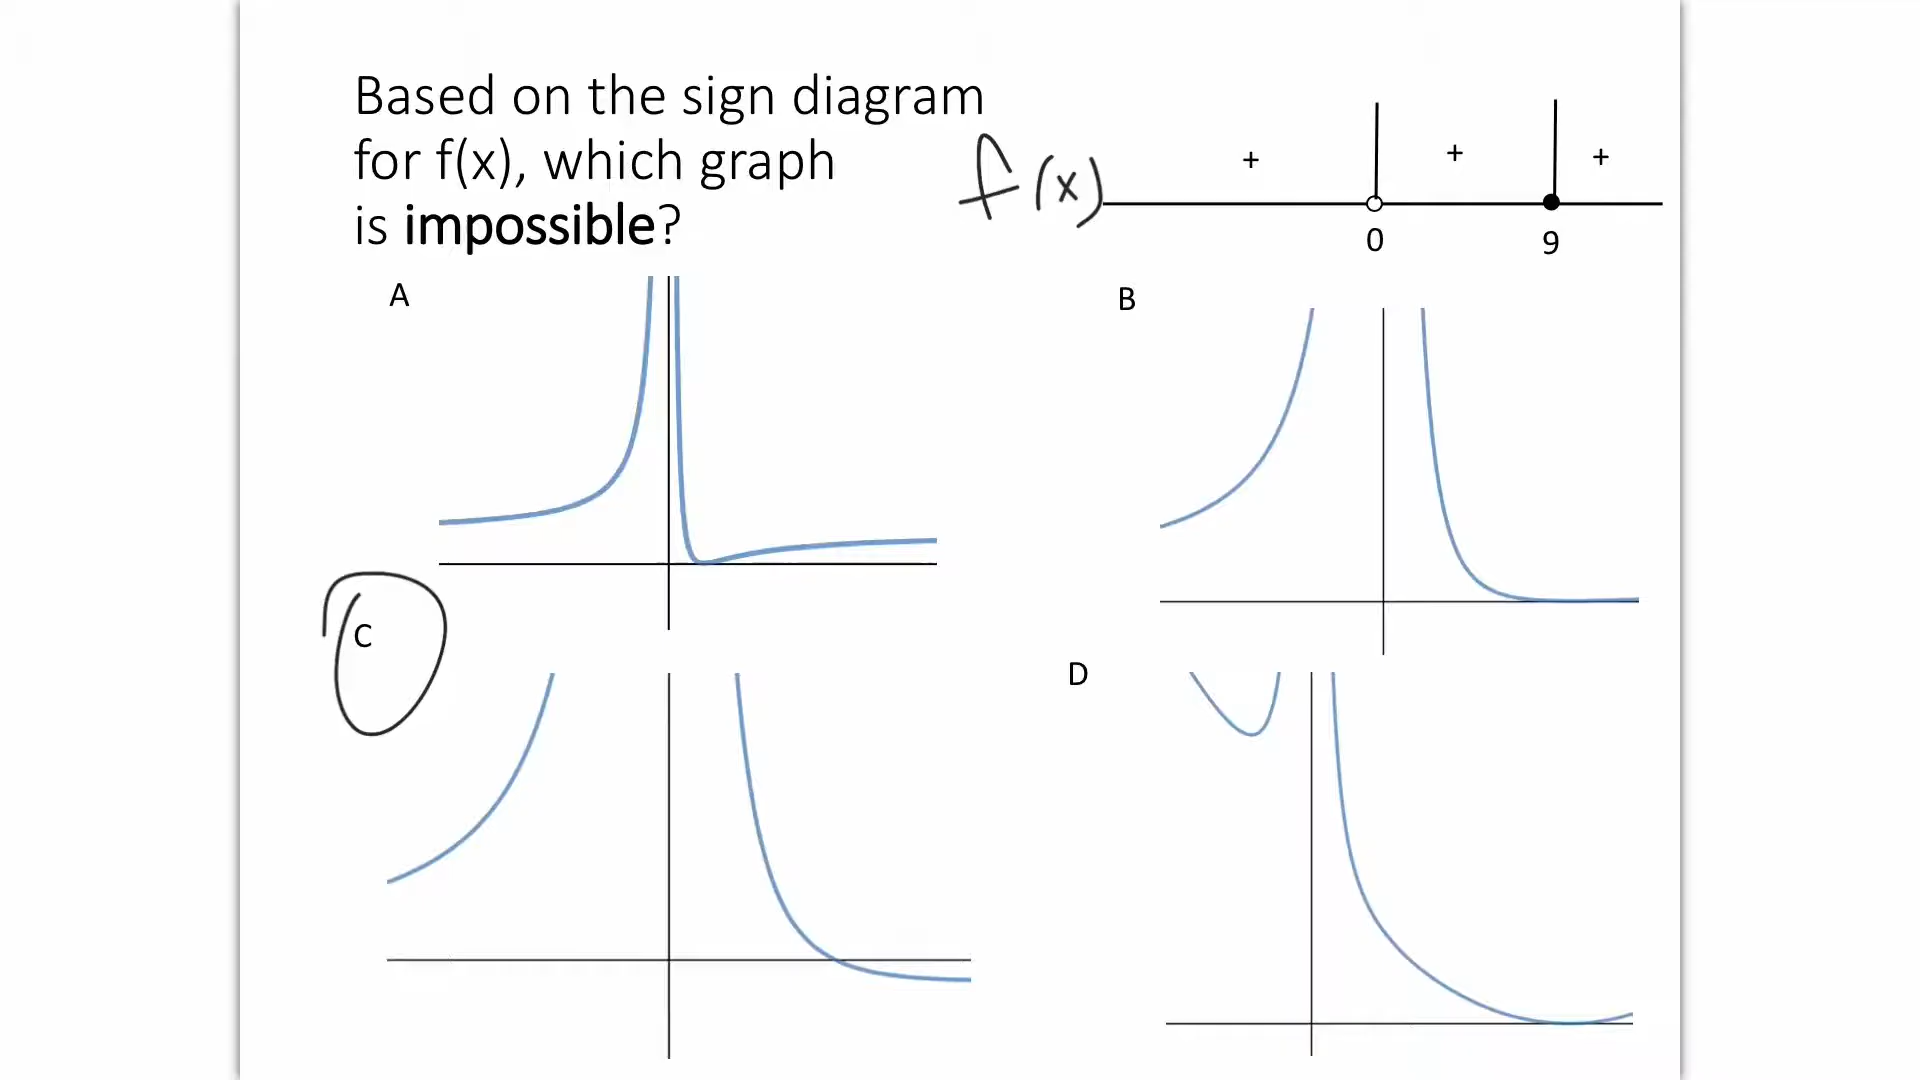 Based on the sign diagram
for f(x), which graph
is impossible?
f(x)
+ + +
0 9
A
B
C
D